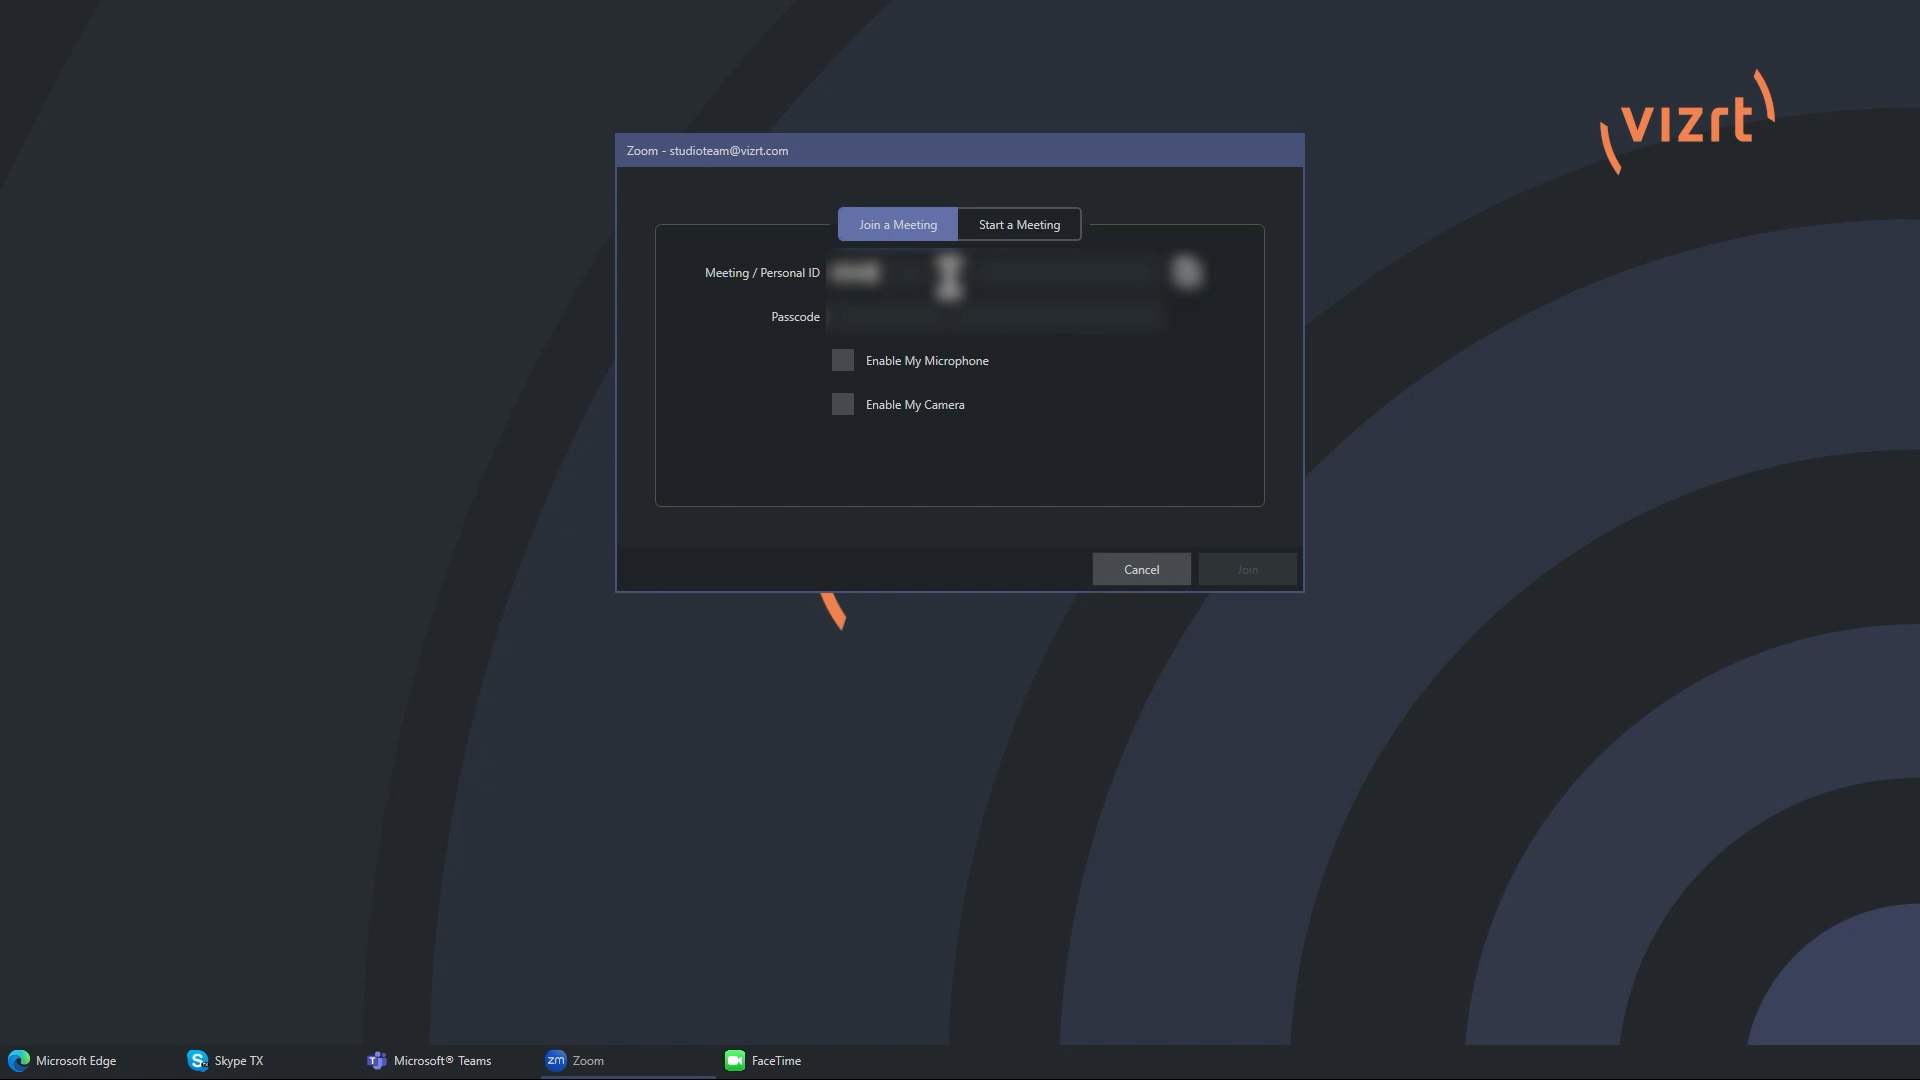 vizrt
Zoom - studioteam@vizrt.com
Join a Meeting
Start a Meeting
Meeting / Personal ID
Passcode
Enable My Microphone
Enable My Camera
Cancel
Join
Microsoft Edge
Skype TX
Microsoft® Teams
zm
Zoom
FaceTime